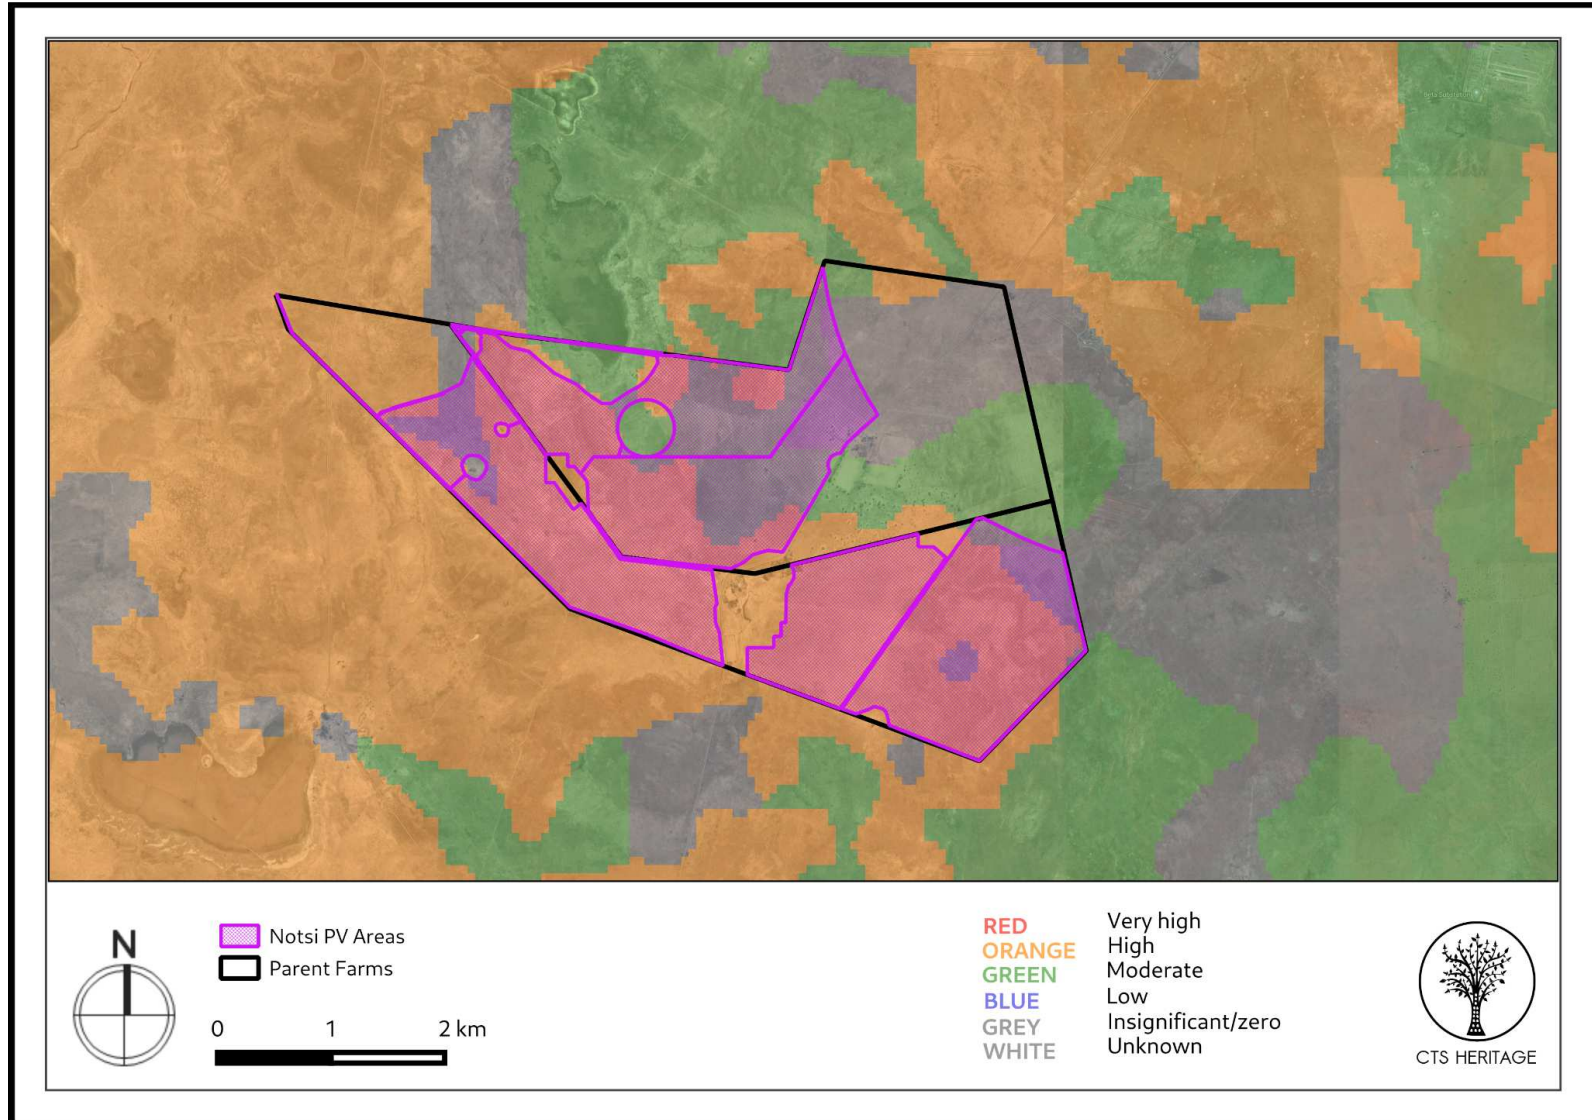 N
0 1 2 km
Notsi PV Areas
Parent Farms
RED Very high
ORANGE High
GREEN Moderate
BLUE Low
GREY Insignificant/zero
WHITE Unknown
CTS HERITAGE